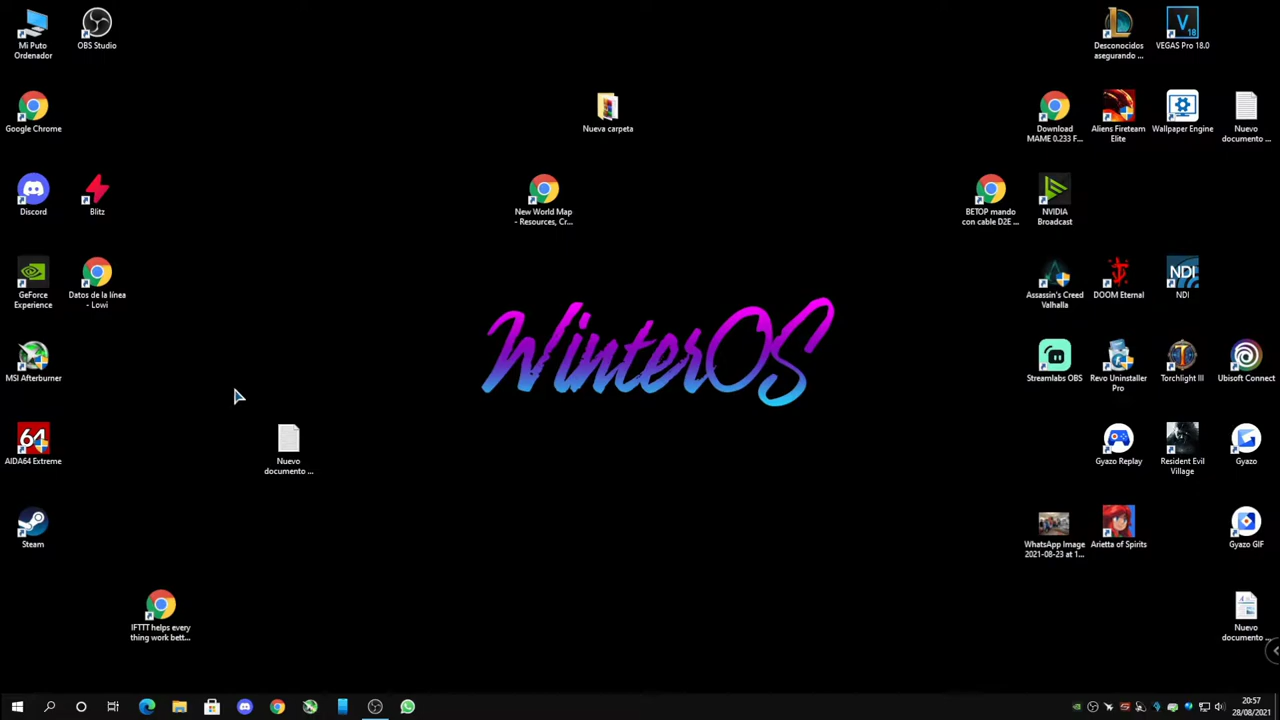 Mi Puto
Ordenador
OBS Studio
Desconocidos
asegurando ...
VEGAS Pro 18.0
V
18
Google Chrome
Nueva carpeta
Download
MAME 0.233 F...
Aliens Fireteam
Elite
Wallpaper Engine
Nuevo
documento ...
Discord
Blitz
New World Map
- Resources, Cr...
BETOP mando
con cable D2E ...
NVIDIA
Broadcast
GeForce
Experience
Datos de la línea
- Lowi
Assassin's Creed
Valhalla
DOOM Eternal
NDI
NDI
WinterOS
MSI Afterburner
Streamlabs OBS
Revo Uninstaller
Pro
Torchlight III
Ubisoft Connect
64
AIDA64 Extreme
Nuevo
documento ...
Gyazo Replay
Resident Evil
Village
Gyazo
Steam
WhatsApp Image
2021-08-23 at 1...
Arietta of Spirits
Gyazo GIF
IFTTT helps every
thing work bett...
Nuevo
documento ...
20:57
28/08/2021